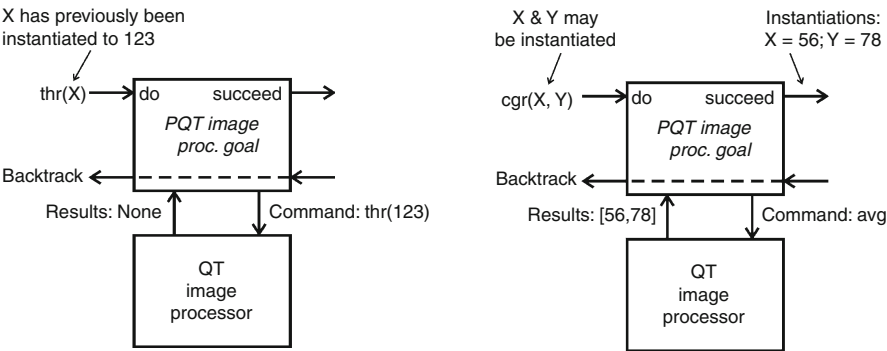 X has previously been
instantiated to 123
thr(X)
do
succeed
PQT image
proc. goal
Backtrack
Results: None
Command: thr(123)
QT
image
processor
X & Y may
be instantiated
Instantiations:
X = 56; Y = 78
cgr(X, Y)
do
succeed
PQT image
proc. goal
Backtrack
Results: [56,78]
Command: avg
QT
image
processor